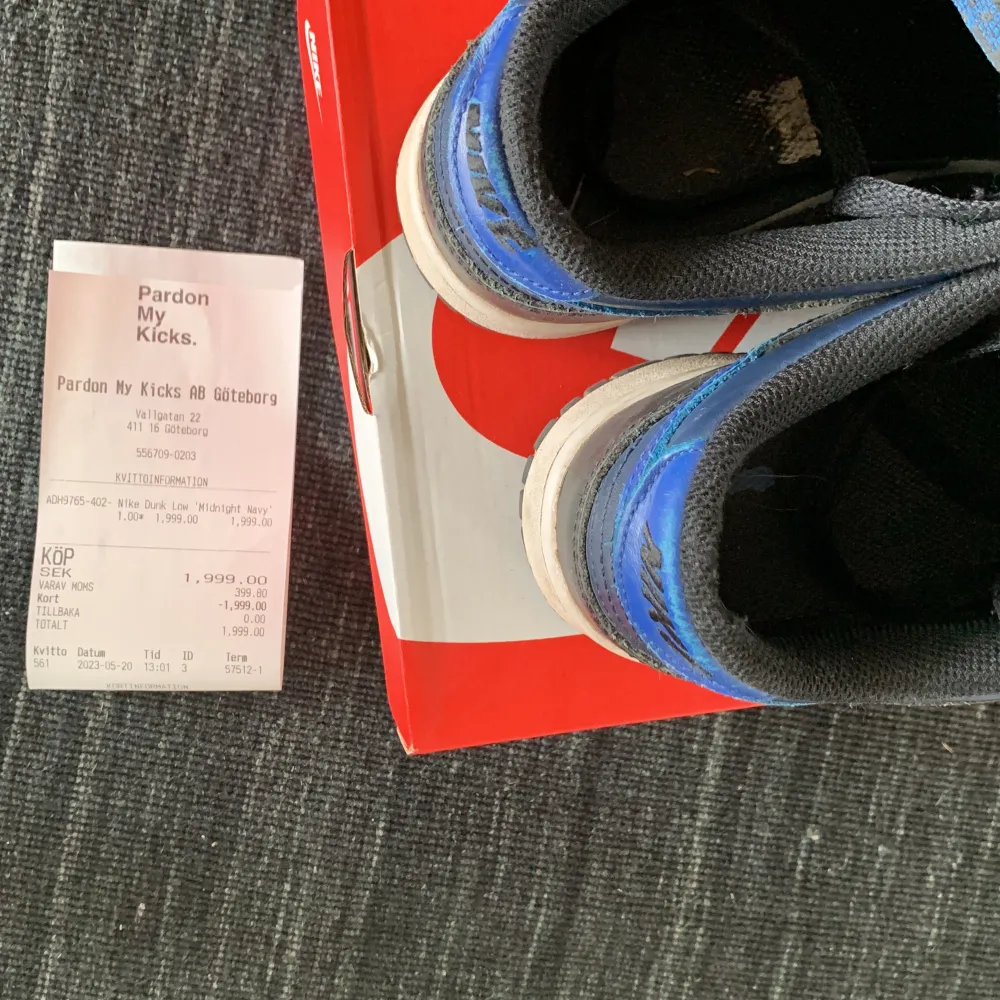 NIKE
Pardon
My
Kicks.
Pardon My Kicks AB Göteborg
Vallgatan 22
411 16 Göteborg
556709-0203
KVITTOINFORMATION
ADH9765-402- Nike Dunk Low 'Midnight Navy'
1.00* 1,999.00 1,999.00
KÖP
SEK 1,999.00
VARAV MOMS 399.80
Kort -1,999.00
TILLBAKA 0.00
TOTALT 1,999.00
Kvitto Datum Tid ID Term
561 2023-05-20 13:01 3 57512-1
KORTINFORMATION
NIKE
NIKE